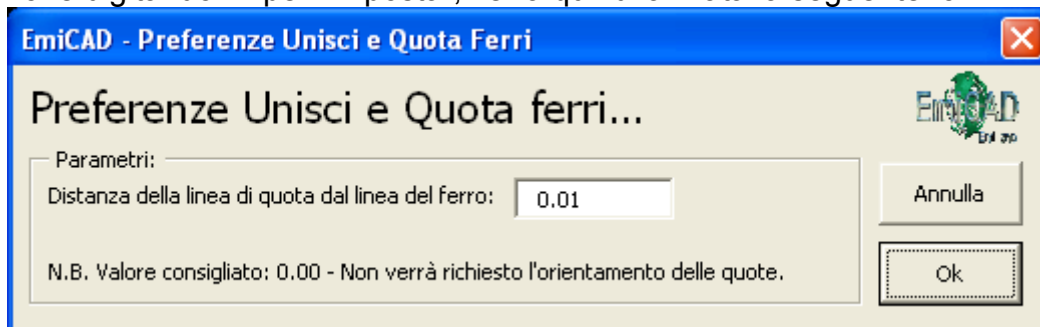 EmiCAD - Preferenze Unisci e Quota Ferri
Preferenze Unisci e Quota ferri...
EmiCAD
Parametri:
Distanza della linea di quota dal linea del ferro: 0.01
Annulla
N.B. Valore consigliato: 0.00 - Non verrà richiesto l'orientamento delle quote.
Ok